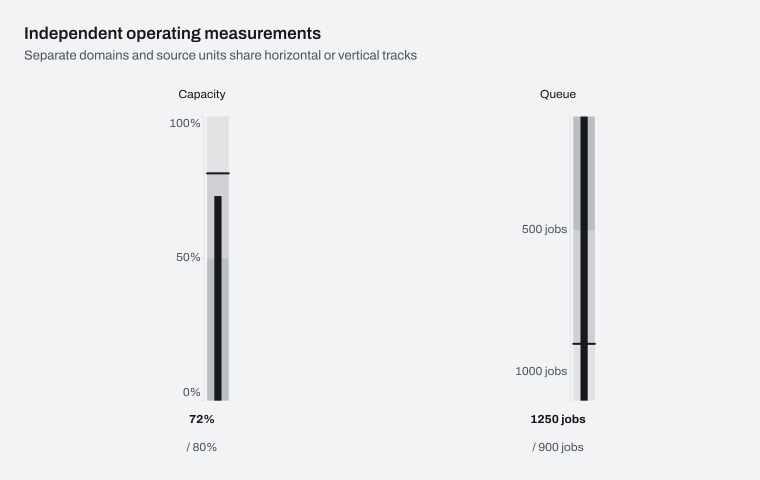 Independent operating measurements
Separate domains and source units share horizontal or vertical tracks
Capacity
100%
50%
0%
72%
/ 80%
Queue
500 jobs
1000 jobs
1250 jobs
/ 900 jobs